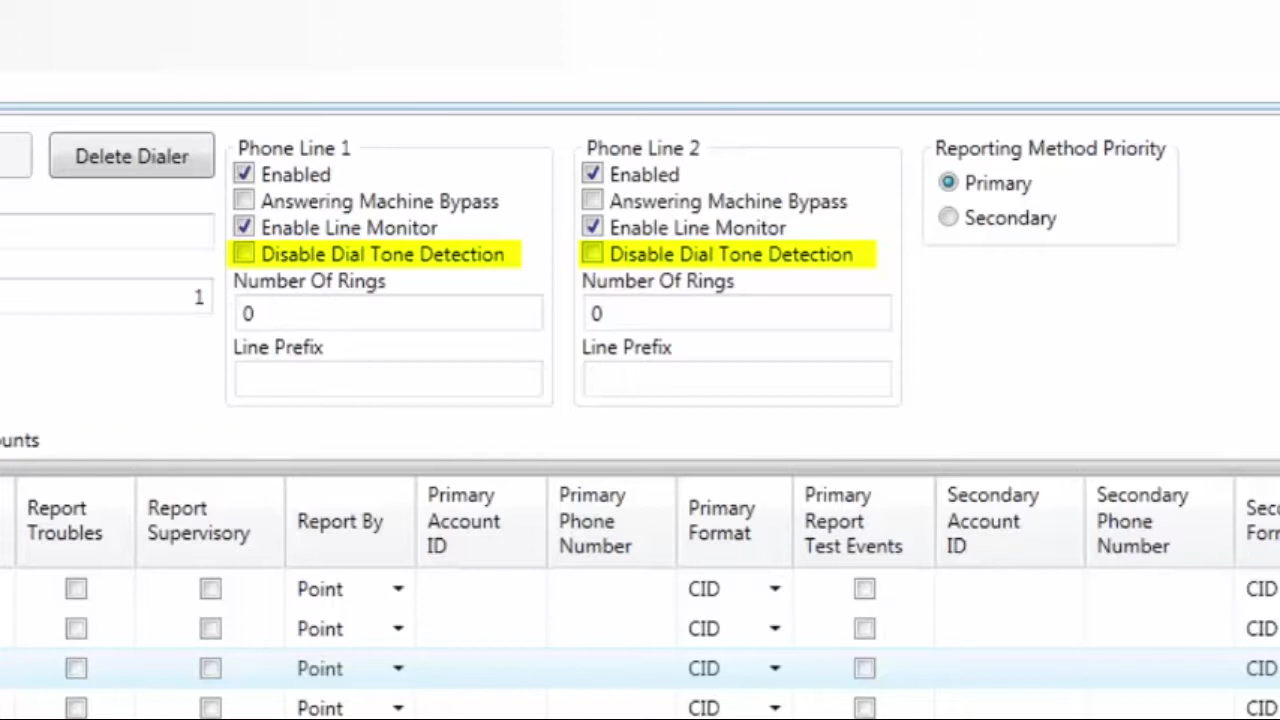 Delete Dialer
1
Phone Line 1
Enabled
Answering Machine Bypass
Enable Line Monitor
Disable Dial Tone Detection
Number Of Rings
0
Line Prefix
Phone Line 2
Enabled
Answering Machine Bypass
Enable Line Monitor
Disable Dial Tone Detection
Number Of Rings
0
Line Prefix
Reporting Method Priority
Primary
Secondary
ounts
Report
Troubles
Report
Supervisory
Report By
Primary
Account
ID
Primary
Phone
Number
Primary
Format
Primary
Report
Test Events
Secondary
Account
ID
Secondary
Phone
Number
Seco
Forn
Point CID CID
Point CID CID
Point CID CID
Point CID CID